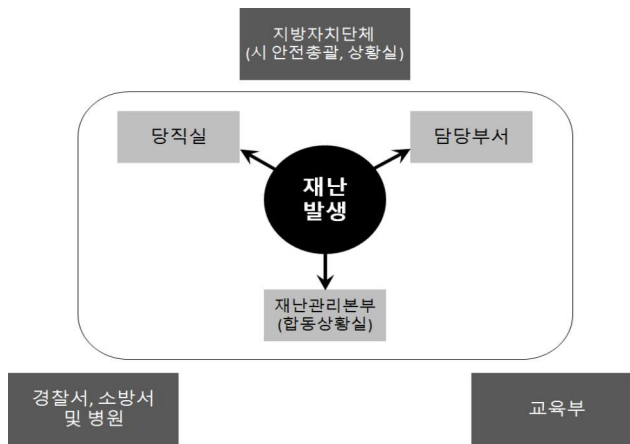 지방자치단체
(시 안전총괄, 상황실)
당직실
담당부서
재난
발생
재난관리본부
(합동상황실)
경찰서, 소방서
및 병원
교육부